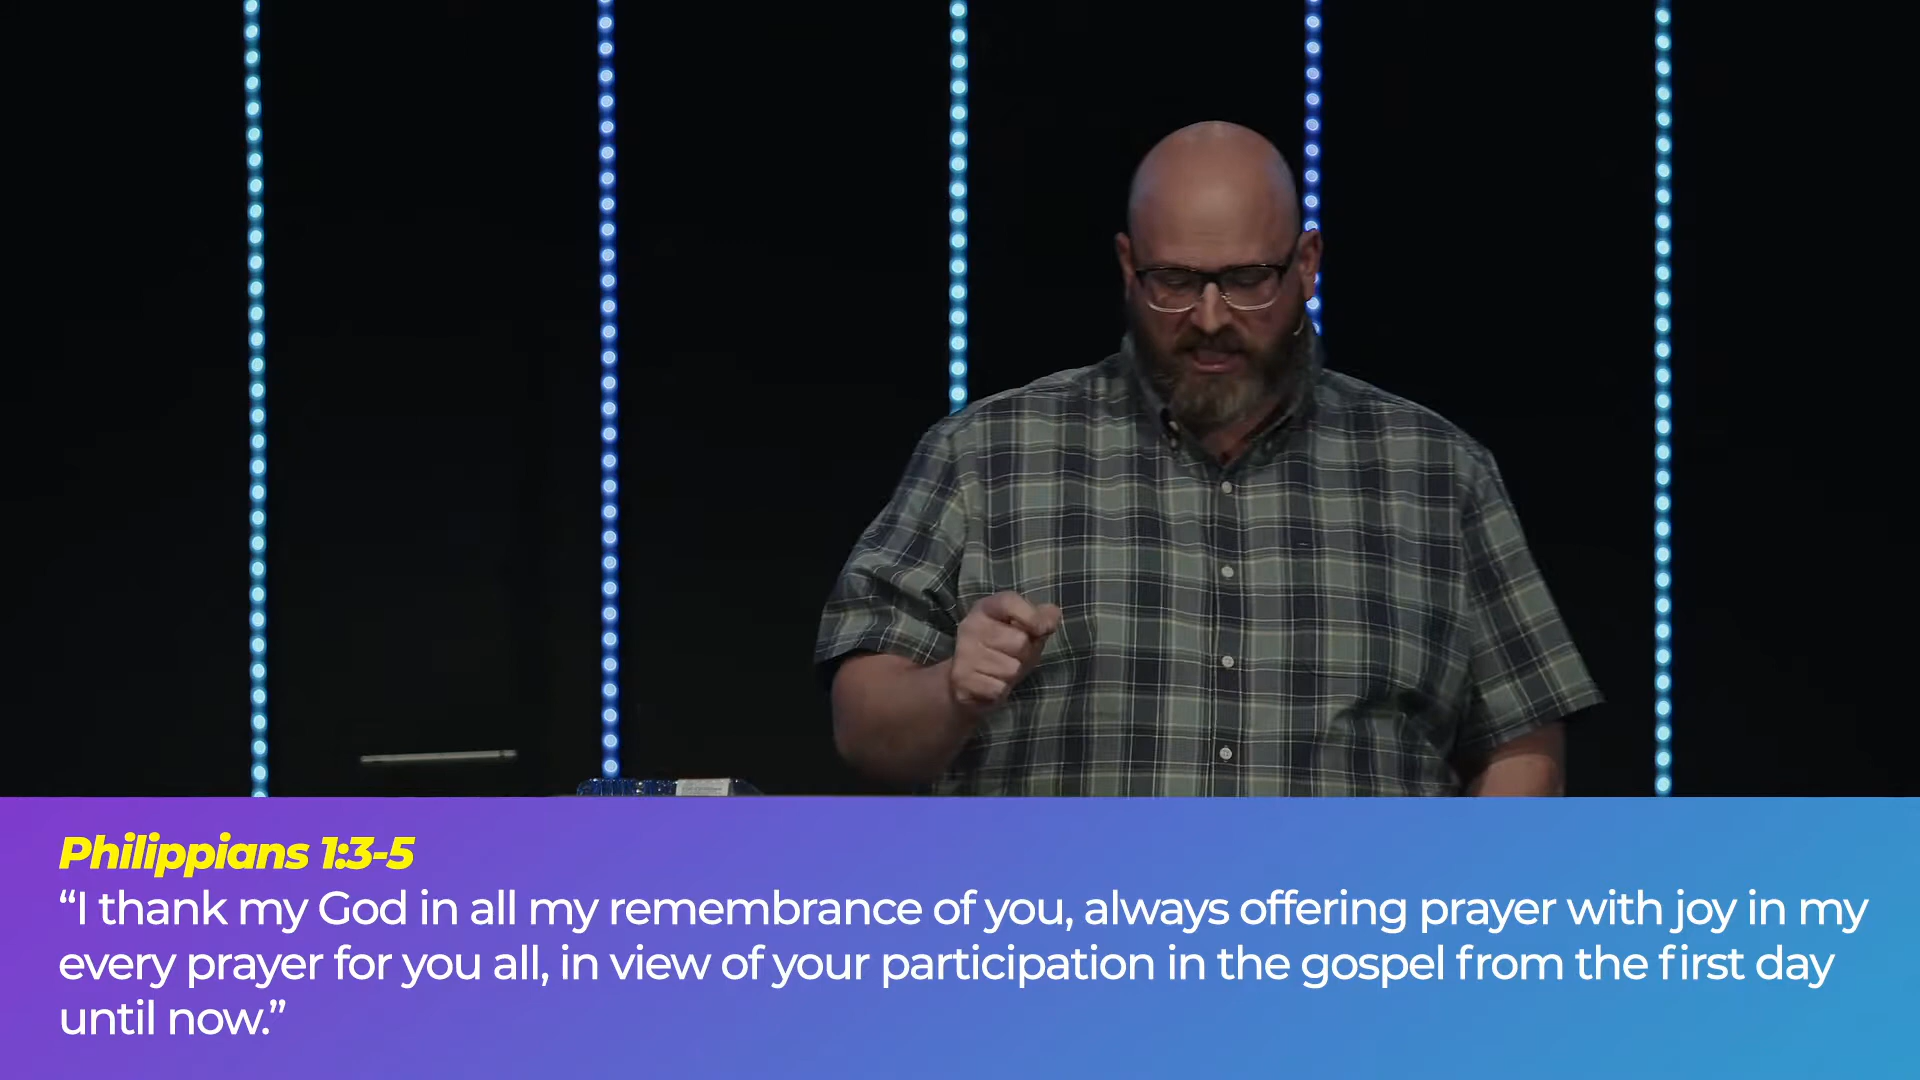 Philippians 1:3-5
“I thank my God in all my remembrance of you, always offering prayer with joy in my
every prayer for you all, in view of your participation in the gospel from the first day
until now.”